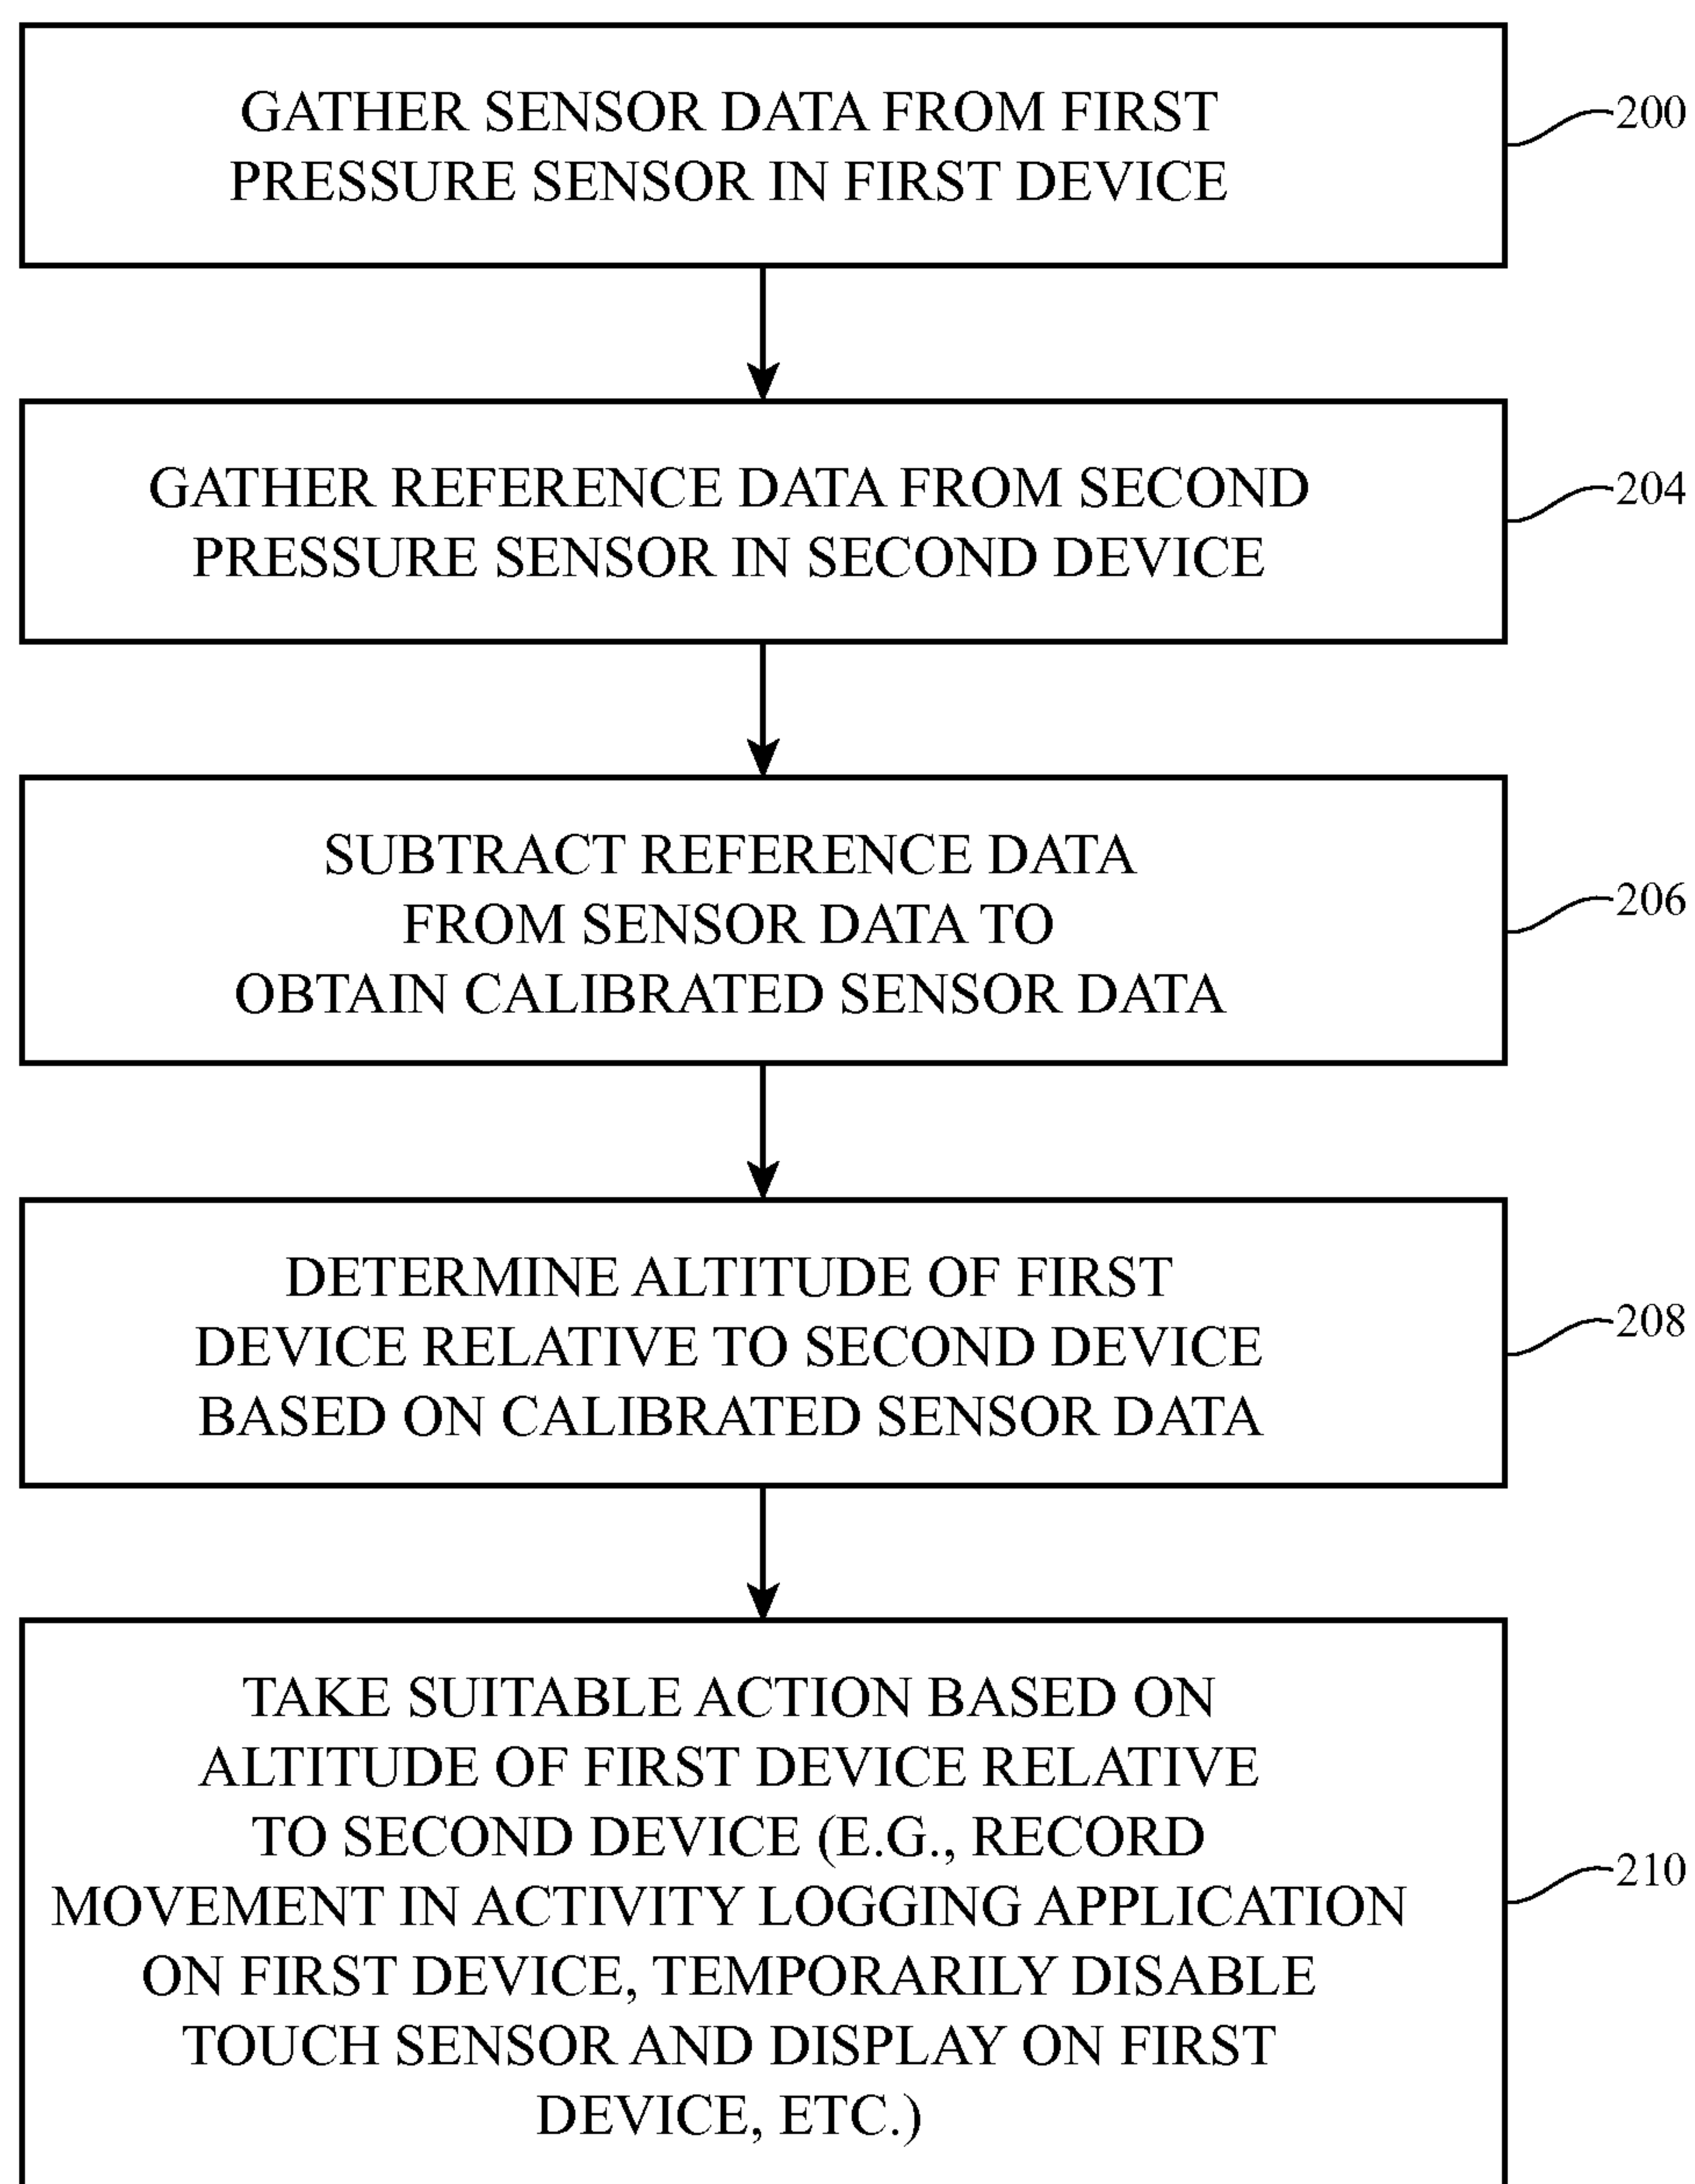 GATHER SENSOR DATA FROM FIRST
PRESSURE SENSOR IN FIRST DEVICE
200
GATHER REFERENCE DATA FROM SECOND
PRESSURE SENSOR IN SECOND DEVICE
204
SUBTRACT REFERENCE DATA
FROM SENSOR DATA TO
OBTAIN CALIBRATED SENSOR DATA
206
DETERMINE ALTITUDE OF FIRST
DEVICE RELATIVE TO SECOND DEVICE
BASED ON CALIBRATED SENSOR DATA
208
TAKE SUITABLE ACTION BASED ON
ALTITUDE OF FIRST DEVICE RELATIVE
TO SECOND DEVICE (E.G., RECORD
MOVEMENT IN ACTIVITY LOGGING APPLICATION
ON FIRST DEVICE, TEMPORARILY DISABLE
TOUCH SENSOR AND DISPLAY ON FIRST
DEVICE, ETC.)
210